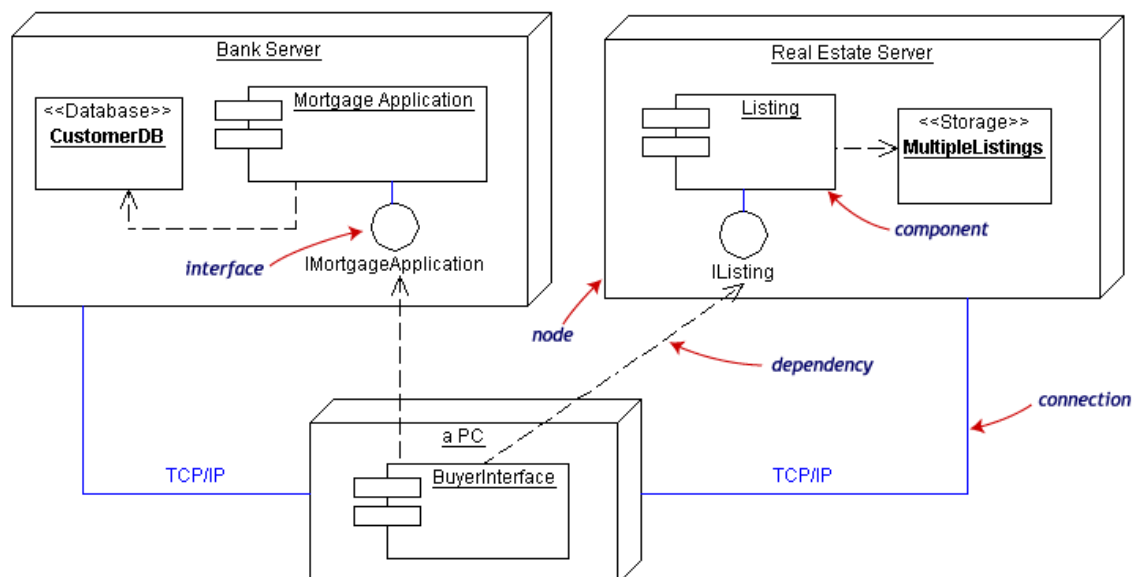 Bank Server
<<Database>>
CustomerDB
Mortgage Application
interface
IMortgageApplication
Real Estate Server
Listing
<<Storage>>
MultipleListings
component
IListing
node
dependency
connection
a PC
BuyerInterface
TCP/IP
TCP/IP